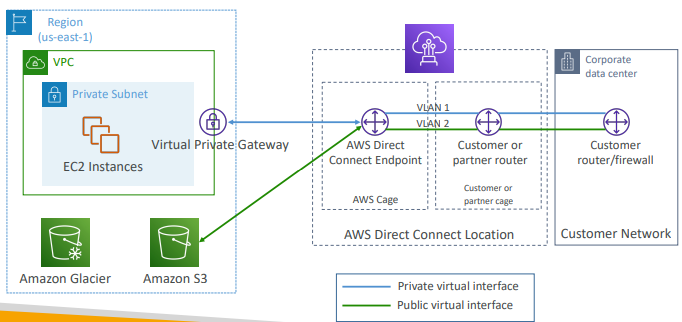 Region
(us-east-1)
VPC
Private Subnet
EC2 Instances
Virtual Private Gateway
Amazon Glacier
Amazon S3
VLAN 1
VLAN 2
AWS Direct
Connect Endpoint
AWS Cage
Customer or
partner router
Customer or
partner cage
AWS Direct Connect Location
Corporate
data center
Customer
router/firewall
Customer Network
Private virtual interface
Public virtual interface